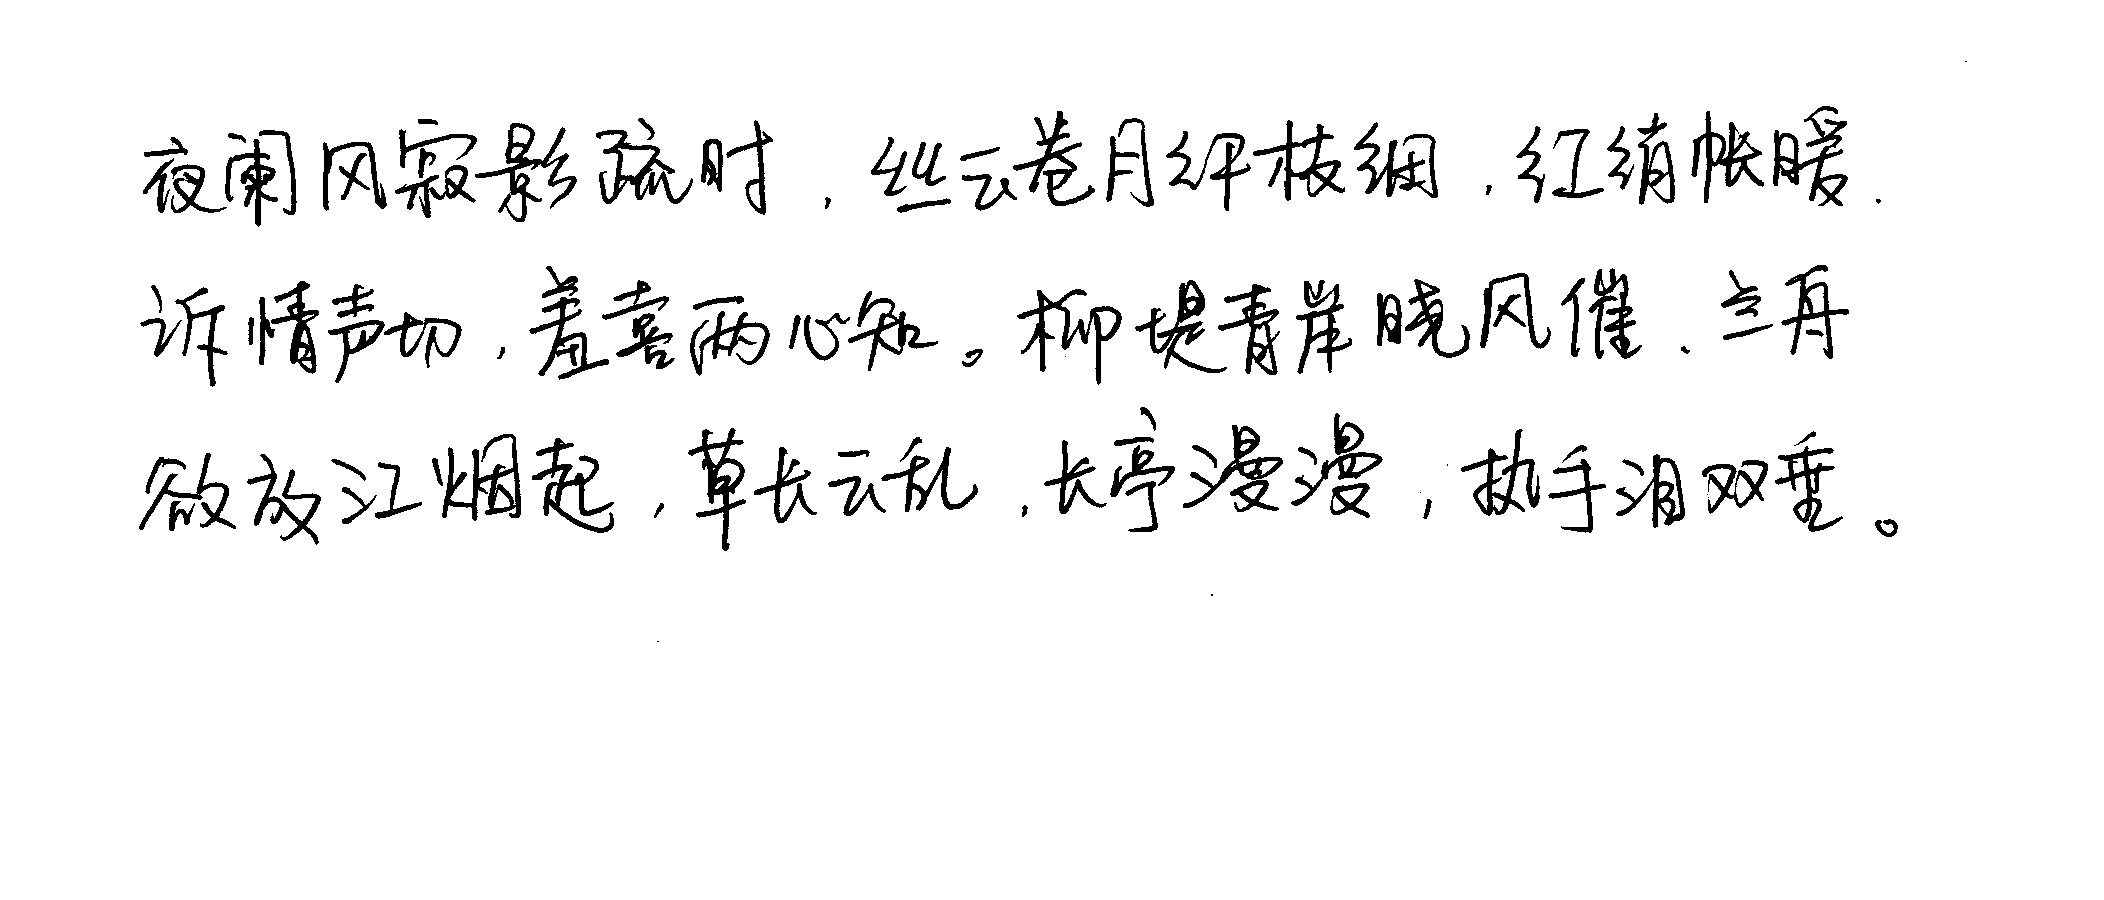 夜阑风寂影疏时，丝云卷月纤枝细，红绡帐暖，
诉情声切，羞喜两心知。柳堤青岸晓风催，兰舟
欲放江烟起，草长云乱，长亭漫漫，执手泪双垂。